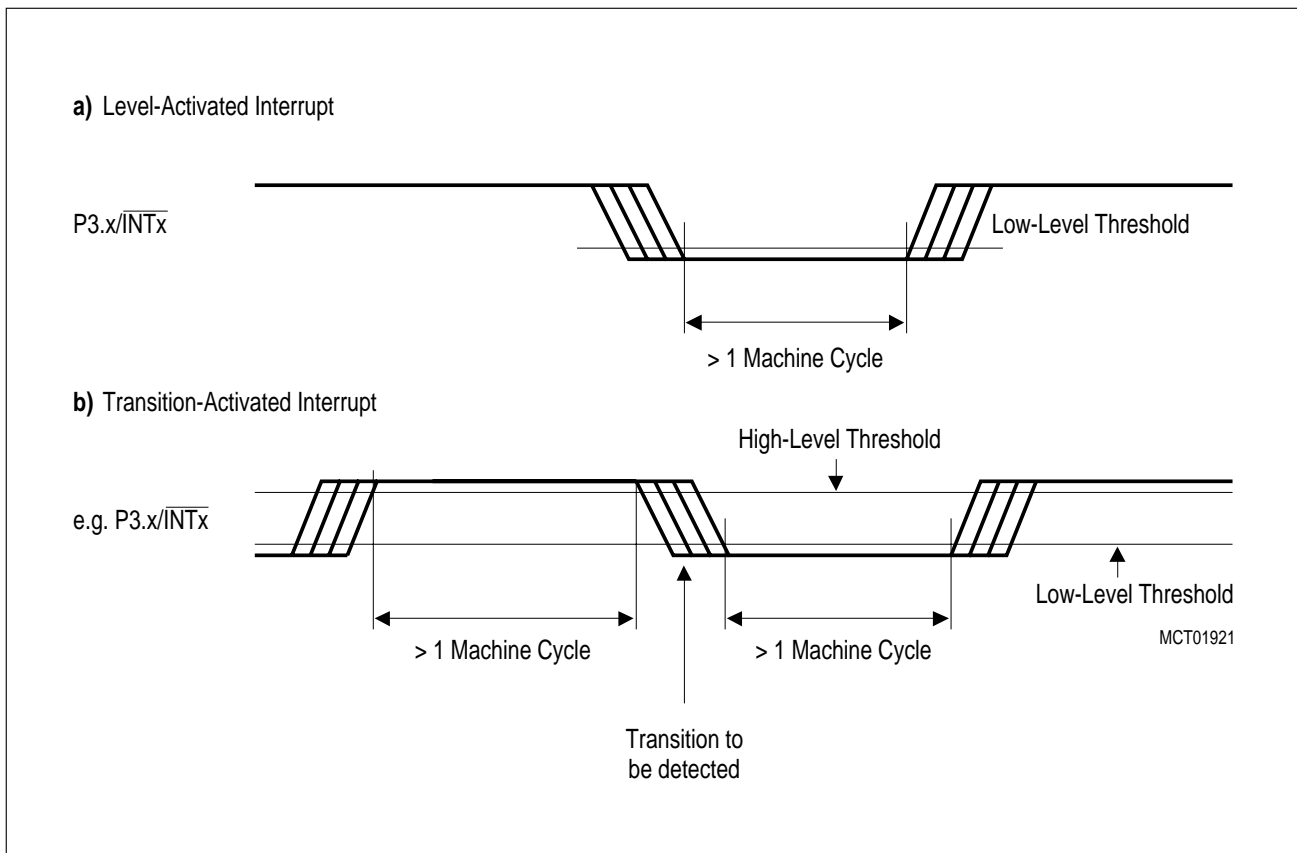 a) Level-Activated Interrupt
P3.x/INTx
Low-Level Threshold
> 1 Machine Cycle
b) Transition-Activated Interrupt
High-Level Threshold
e.g. P3.x/INTx
Low-Level Threshold
> 1 Machine Cycle
> 1 Machine Cycle
MCT01921
Transition to
be detected